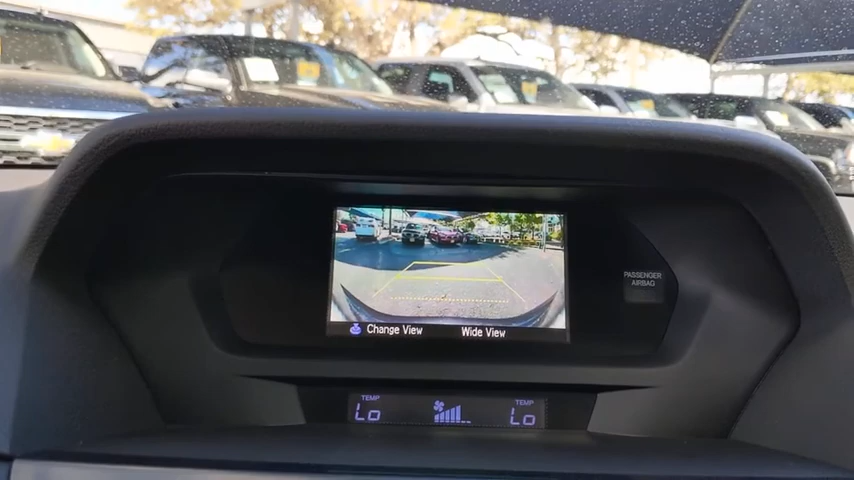 PASSENGER
AIRBAG
Change View Wide View
TEMP TEMP
Lo Lo